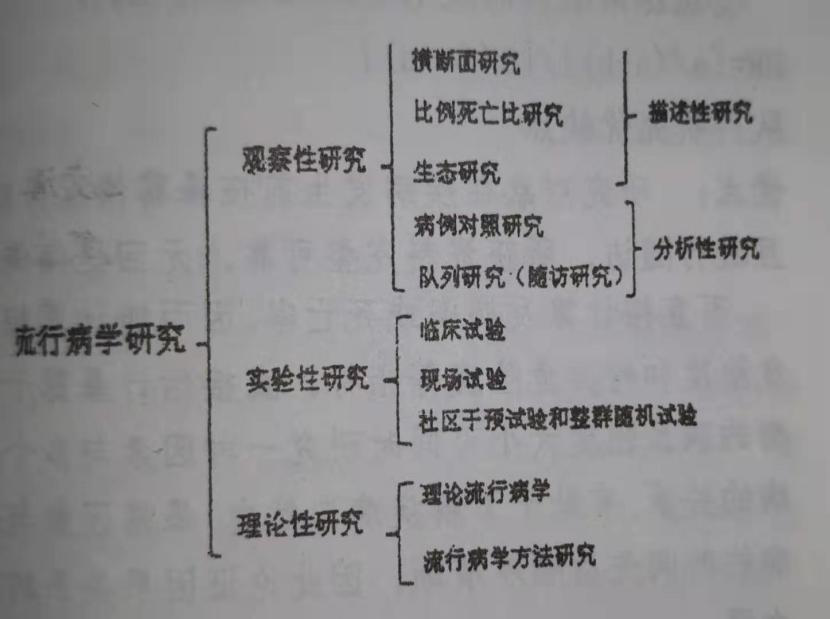 横断面研究
比例死亡比研究
描述性研究
观察性研究
生态研究
病例对照研究
分析性研究
队列研究（随访研究）
流行病学研究
临床试验
实验性研究
现场试验
社区干预试验和整群随机试验
理论流行病学
理论性研究
流行病学方法研究